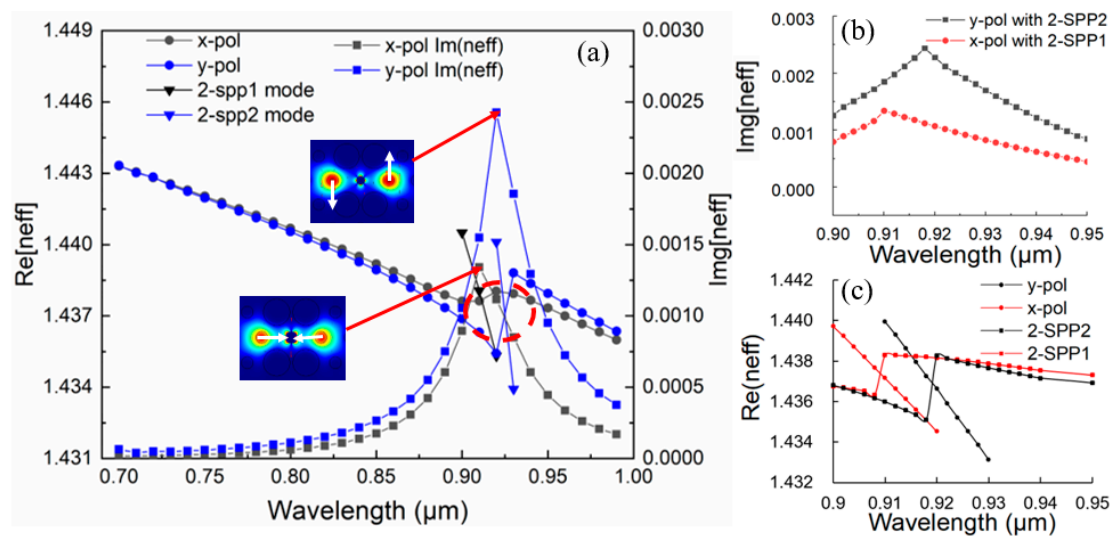 (a)
x-pol
y-pol
2-spp1 mode
2-spp2 mode
x-pol Im(neff)
y-pol Im(neff)
1.449
1.446
1.443
1.440
1.437
1.434
1.431
Re[neff]
0.0030
0.0025
0.0020
0.0015
0.0010
0.0005
0.0000
Img[neff]
0.70 0.75 0.80 0.85 0.90 0.95 1.00
Wavelength (μm)
(b)
y-pol with 2-SPP2
x-pol with 2-SPP1
0.003
0.002
0.001
0.000
Img[neff]
0.90 0.91 0.92 0.93 0.94 0.95
Wavelength (μm)
(c)
y-pol
x-pol
2-SPP2
2-SPP1
1.442
1.440
1.438
1.436
1.434
1.432
Re(neff)
0.9 0.91 0.92 0.93 0.94 0.95
Wavelength (μm)